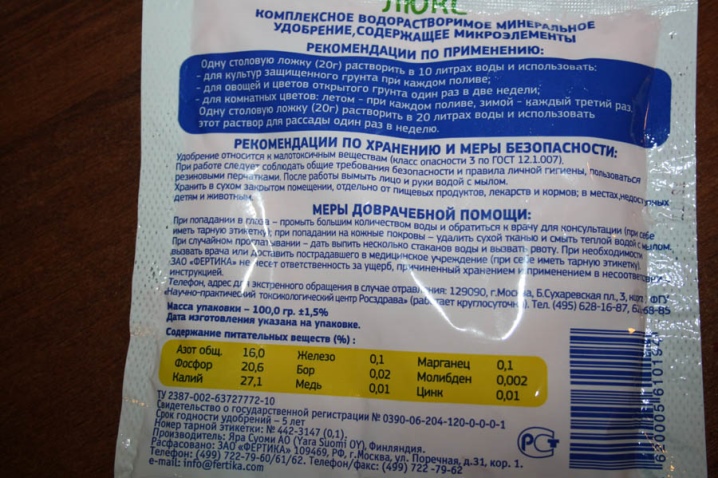 ЛЮКС
КОМПЛЕКСНОЕ ВОДОРАСТВОРИМОЕ МИНЕРАЛЬНОЕ
УДОБРЕНИЕ, СОДЕРЖАЩЕЕ МИКРОЭЛЕМЕНТЫ
РЕКОМЕНДАЦИИ ПО ПРИМЕНЕНИЮ:
Одну столовую ложку (20г) растворить в 10 литрах воды и использовать:
- для культур защищенного грунта при каждом поливе;
- для овощей и цветов открытого грунта один раз в две недели;
- для комнатных цветов: летом - при каждом поливе, зимой - каждый третий раз.
Одну столовую ложку (20г) растворить в 20 литрах воды и использовать
этот раствор для рассады один раз в неделю.
РЕКОМЕНДАЦИИ ПО ХРАНЕНИЮ И МЕРЫ БЕЗОПАСНОСТИ:
Удобрение относится к малотоксичным веществам (класс опасности 3 по ГОСТ 12.1.007).
При работе следует соблюдать общие требования безопасности и правила личной гигиены, пользоваться
резиновыми перчатками. После работы вымыть лицо и руки водой с мылом.
Хранить в сухом закрытом помещении, отдельно от пищевых продуктов, лекарств и кормов; в местах, недоступных
детям и животным.
МЕРЫ ДОВРАЧЕБНОЙ ПОМОЩИ:
При попадании в глаза – промыть большим количеством воды и обратиться к врачу для консультации (при себе
иметь тарную этикетку); при попадании на кожные покровы – удалить сухой тканью и смыть теплой водой с мылом.
При случайном проглатывании – дать выпить несколько стаканов воды и вызвать рвоту. При необходимости
вызвать врача или доставить пострадавшего в медицинское учреждение (при себе иметь тарную этикетку).
ЗАО «ФЕРТИКА» не несет ответственность за ущерб, причиненный хранением и применением в несоответствии
инструкцией.
Телефон, адрес для экстренного обращения в случае отравления: 129090, г.Москва, Б.Сухаревская пл., 3, ФГУ
«Научно-практический токсикологический центр Росздрава» (работает круглосуточно). Тел. (495) 628-16-87,
Масса упаковки – 100,0 гр. ±1,5%
Дата изготовления указана на упаковке.
Содержание питательных веществ (%) :
Азот общ. 16,0 Железо 0,1 Марганец 0,1
Фосфор 20,6 Бор 0,02 Молибден 0,002
Калий 27,1 Медь 0,01 Цинк 0,01
ТУ 2387-002-63727772-10
Свидетельство о государственной регистрации № 0390-06-204-120-0-0-0-1
Срок годности удобрений – 5 лет
Номер тарной этикетки: № 442-3147 (0,1).
Производитель: Яра Суоми АО (Yara Suomi OY), Финляндия.
Расфасовано: ЗАО «ФЕРТИКА» 109469, РФ, г.Москва, ул. Поречная, д.31, кор. 1.
Телефон: (499) 722-79-60/61/62. Телефон/факс: (499) 722 -79-62
e-mail: info@fertika.com
РСТ